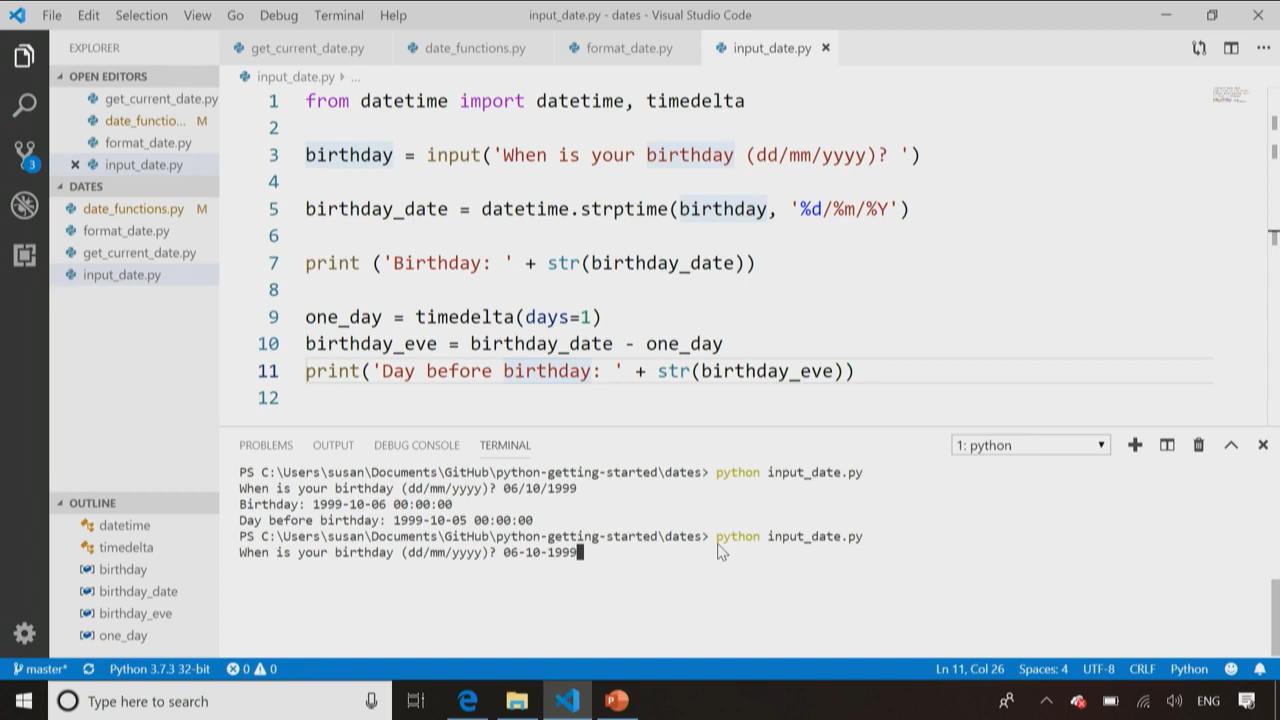 File Edit Selection View Go Debug Terminal Help input_date.py - dates - Visual Studio Code
EXPLORER
OPEN EDITORS
get_current_date.py
date_functio... M
format_date.py
input_date.py
DATES
date_functions.py M
format_date.py
get_current_date.py
input_date.py
OUTLINE
datetime
timedelta
birthday
birthday_date
birthday_eve
one_day
3
get_current_date.py date_functions.py format_date.py input_date.py
input_date.py ...
1 from datetime import datetime, timedelta
2
3 birthday = input('When is your birthday (dd/mm/yyyy)? ')
4
5 birthday_date = datetime.strptime(birthday, '%d/%m/%Y')
6
7 print ('Birthday: ' + str(birthday_date))
8
9 one_day = timedelta(days=1)
10 birthday_eve = birthday_date - one_day
11 print('Day before birthday: ' + str(birthday_eve))
12
PROBLEMS OUTPUT DEBUG CONSOLE TERMINAL 1: python
PS C:\Users\susan\Documents\GitHub\python-getting-started\dates> python input_date.py
When is your birthday (dd/mm/yyyy)? 06/10/1999
Birthday: 1999-10-06 00:00:00
Day before birthday: 1999-10-05 00:00:00
PS C:\Users\susan\Documents\GitHub\python-getting-started\dates> python input_date.py
When is your birthday (dd/mm/yyyy)? 06-10-1999
master* Python 3.7.3 32-bit 0 0 Ln 11, Col 26 Spaces: 4 UTF-8 CRLF Python
Type here to search ENG